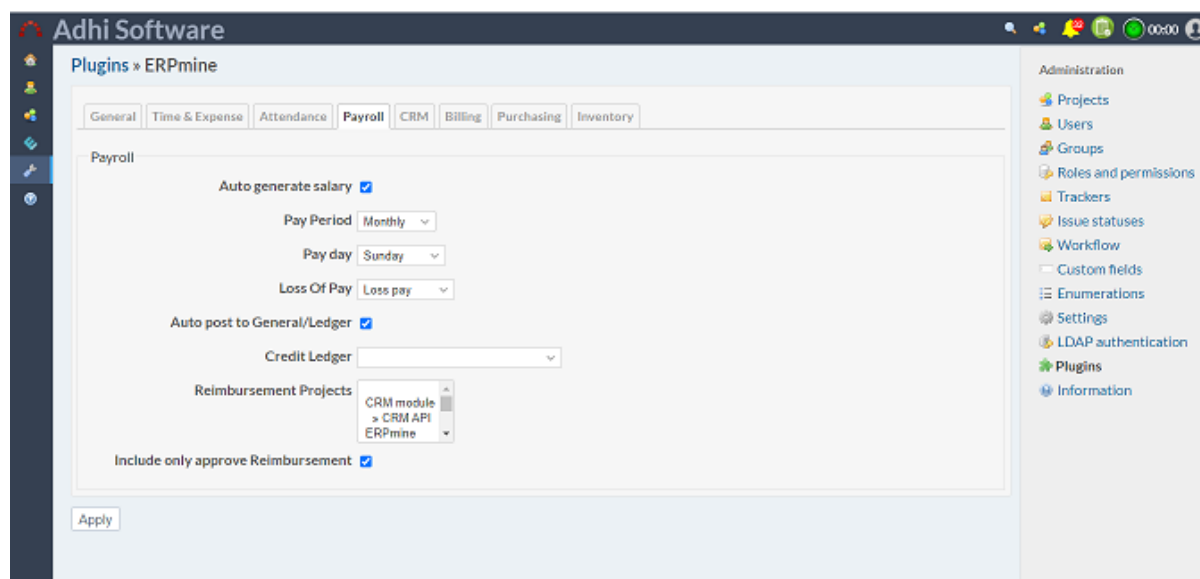 Adhi Software
22
00:00
Plugins » ERPmine
General Time & Expense Attendance Payroll CRM Billing Purchasing Inventory
Payroll
Auto generate salary
Pay Period Monthly
Pay day Sunday
Loss Of Pay Loss pay
Auto post to General/Ledger
Credit Ledger
Reimbursement Projects
CRM module
» CRM API
ERPmine
Include only approve Reimbursement
Apply
Administration
Projects
Users
Groups
Roles and permissions
Trackers
Issue statuses
Workflow
Custom fields
Enumerations
Settings
LDAP authentication
Plugins
Information